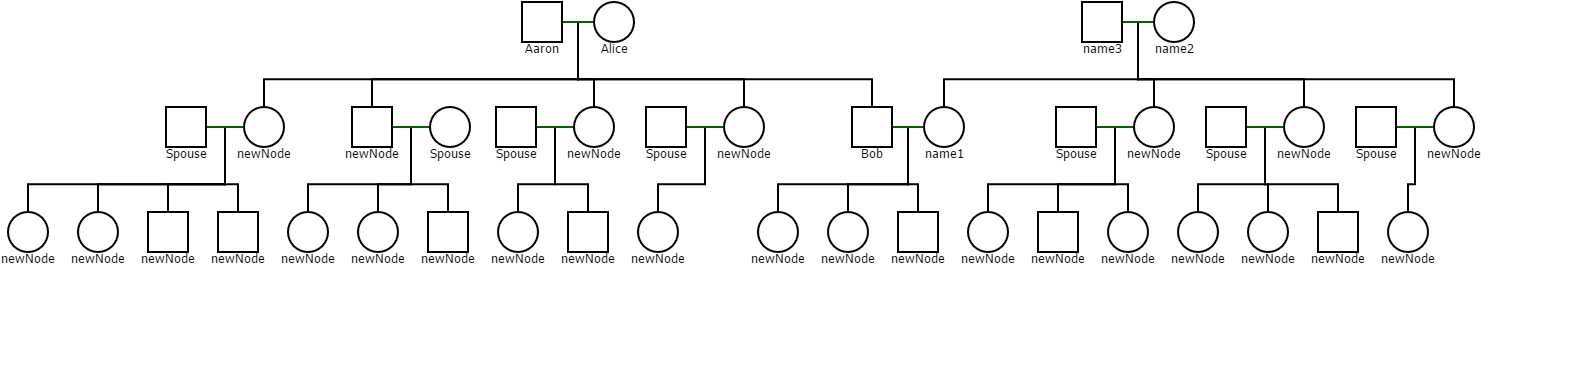 Aaron Alice name3 name2
Spouse newNode newNode Spouse Spouse newNode Spouse newNode Bob name1 Spouse newNode Spouse newNode Spouse newNode
newNode newNode newNode newNode newNode newNode newNode newNode newNode newNode newNode newNode newNode newNode newNode newNode newNode newNode newNode newNode